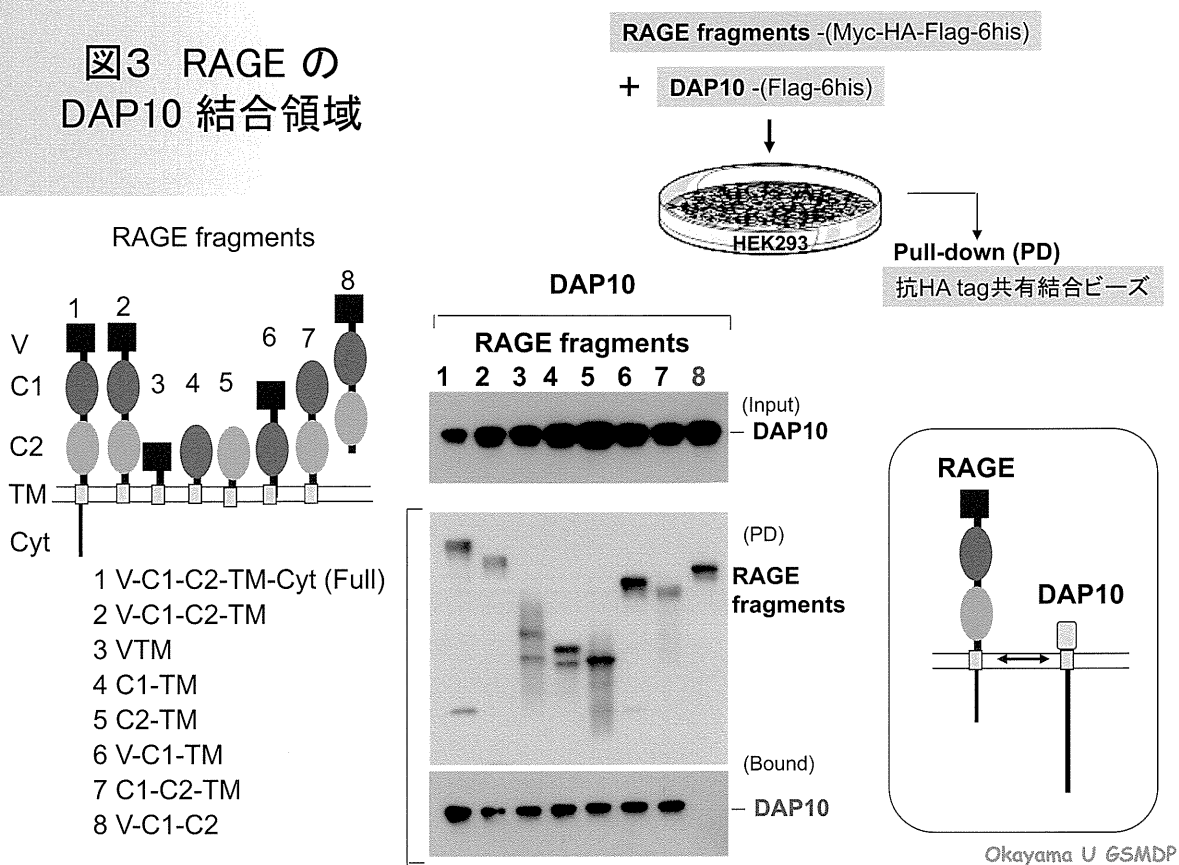 図3 RAGE の
DAP10 結合領域
RAGE fragments -(Myc-HA-Flag-6his)
+ DAP10 -(Flag-6his)
HEK293
Pull-down (PD)
抗HA tag共有結合ビーズ
RAGE fragments
1 2 3 4 5 6 7 8
V
C1
C2
TM
Cyt
1 V-C1-C2-TM-Cyt (Full)
2 V-C1-C2-TM
3 VTM
4 C1-TM
5 C2-TM
6 V-C1-TM
7 C1-C2-TM
8 V-C1-C2
DAP10
RAGE fragments
1 2 3 4 5 6 7 8
(Input)
DAP10
(PD)
RAGE
fragments
(Bound)
DAP10
RAGE
DAP10
Okayama U GSMDP